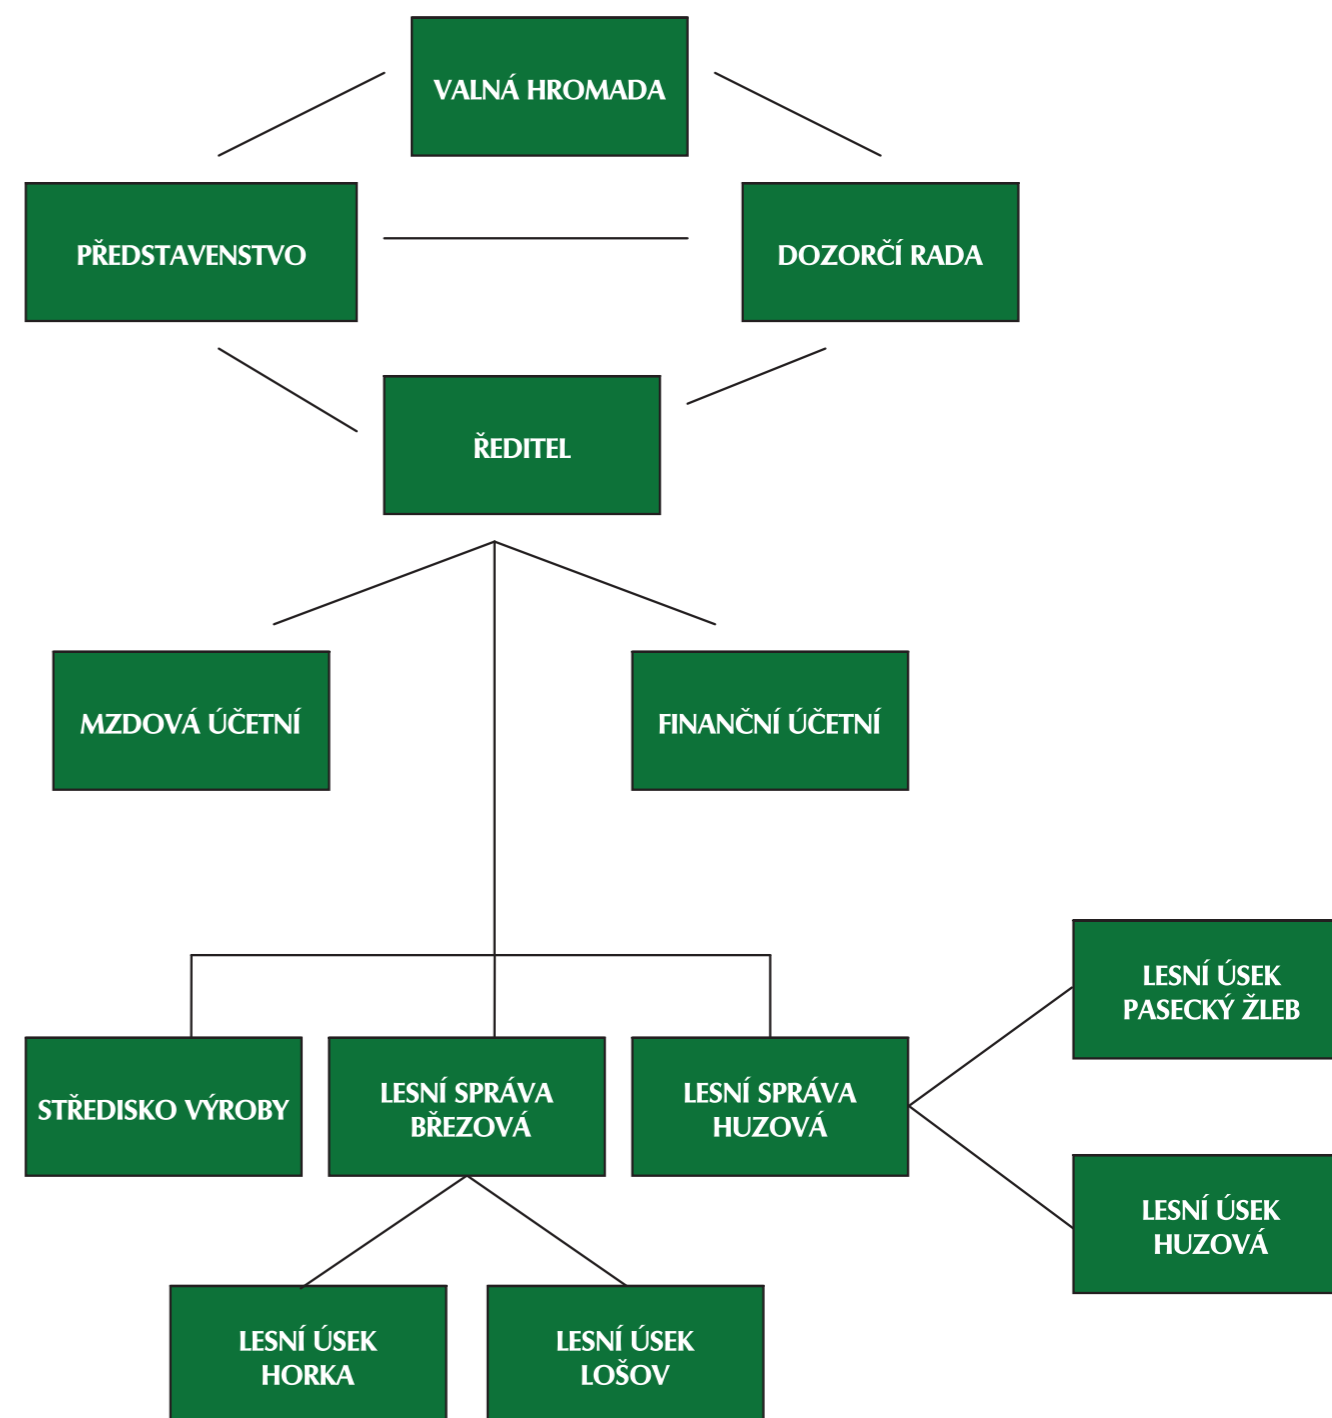 VALNÁ HROMADA
PŘEDSTAVENSTVO
DOZORČÍ RADA
ŘEDITEL
MZDOVÁ ÚČETNÍ
FINANČNÍ ÚČETNÍ
LESNÍ ÚSEK
PASECKÝ ŽLEB
STŘEDISKO VÝROBY
LESNÍ SPRÁVA
BŘEZOVÁ
LESNÍ SPRÁVA
HUZOVÁ
LESNÍ ÚSEK
HUZOVÁ
LESNÍ ÚSEK
HORKA
LESNÍ ÚSEK
LOŠOV